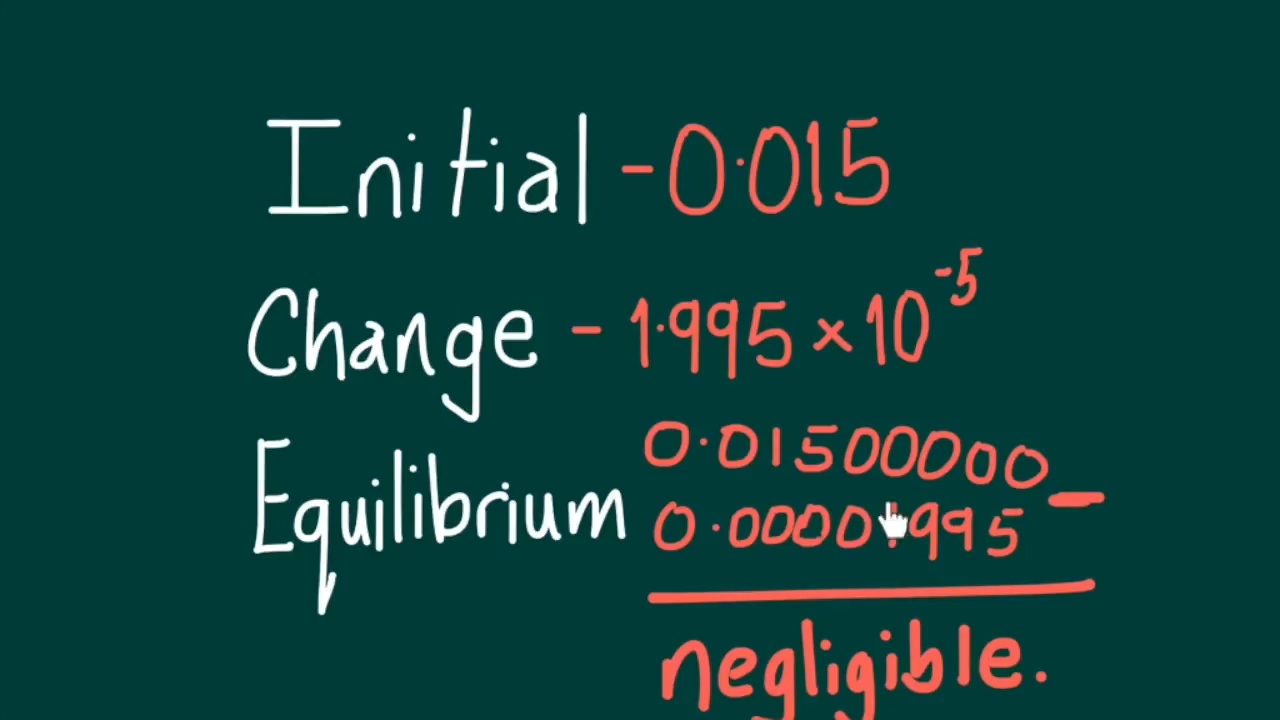 Initial - 0.015
Change - 1.995 × 10⁻⁵
Equilibrium
0.01500000 -
0.00001995
negligible.